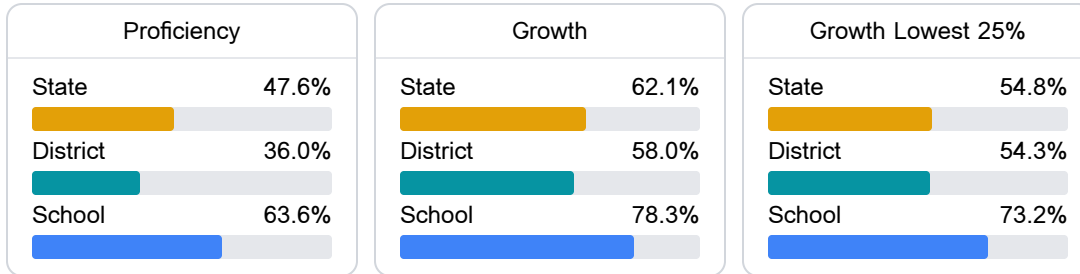 Proficiency
State 47.6%
District 36.0%
School 63.6%
Growth
State 62.1%
District 58.0%
School 78.3%
Growth Lowest 25%
State 54.8%
District 54.3%
School 73.2%